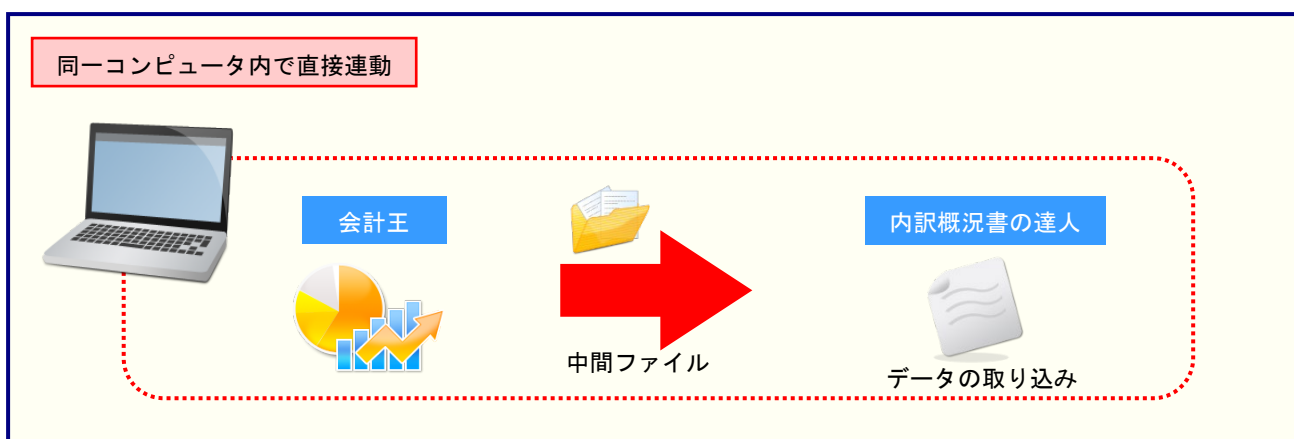 同一コンピュータ内で直接連動
会計王
内訳概況書の達人
中間ファイル
データの取り込み